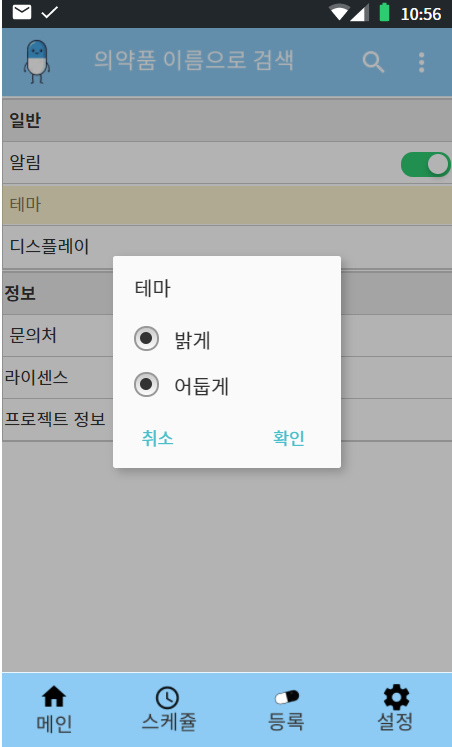 10:56
의약품 이름으로 검색
일반
알림
테마
디스플레이
정보
문의처
라이센스
프로젝트 정보
테마
밝게
어둡게
취소 확인
메인 스케쥴 등록 설정